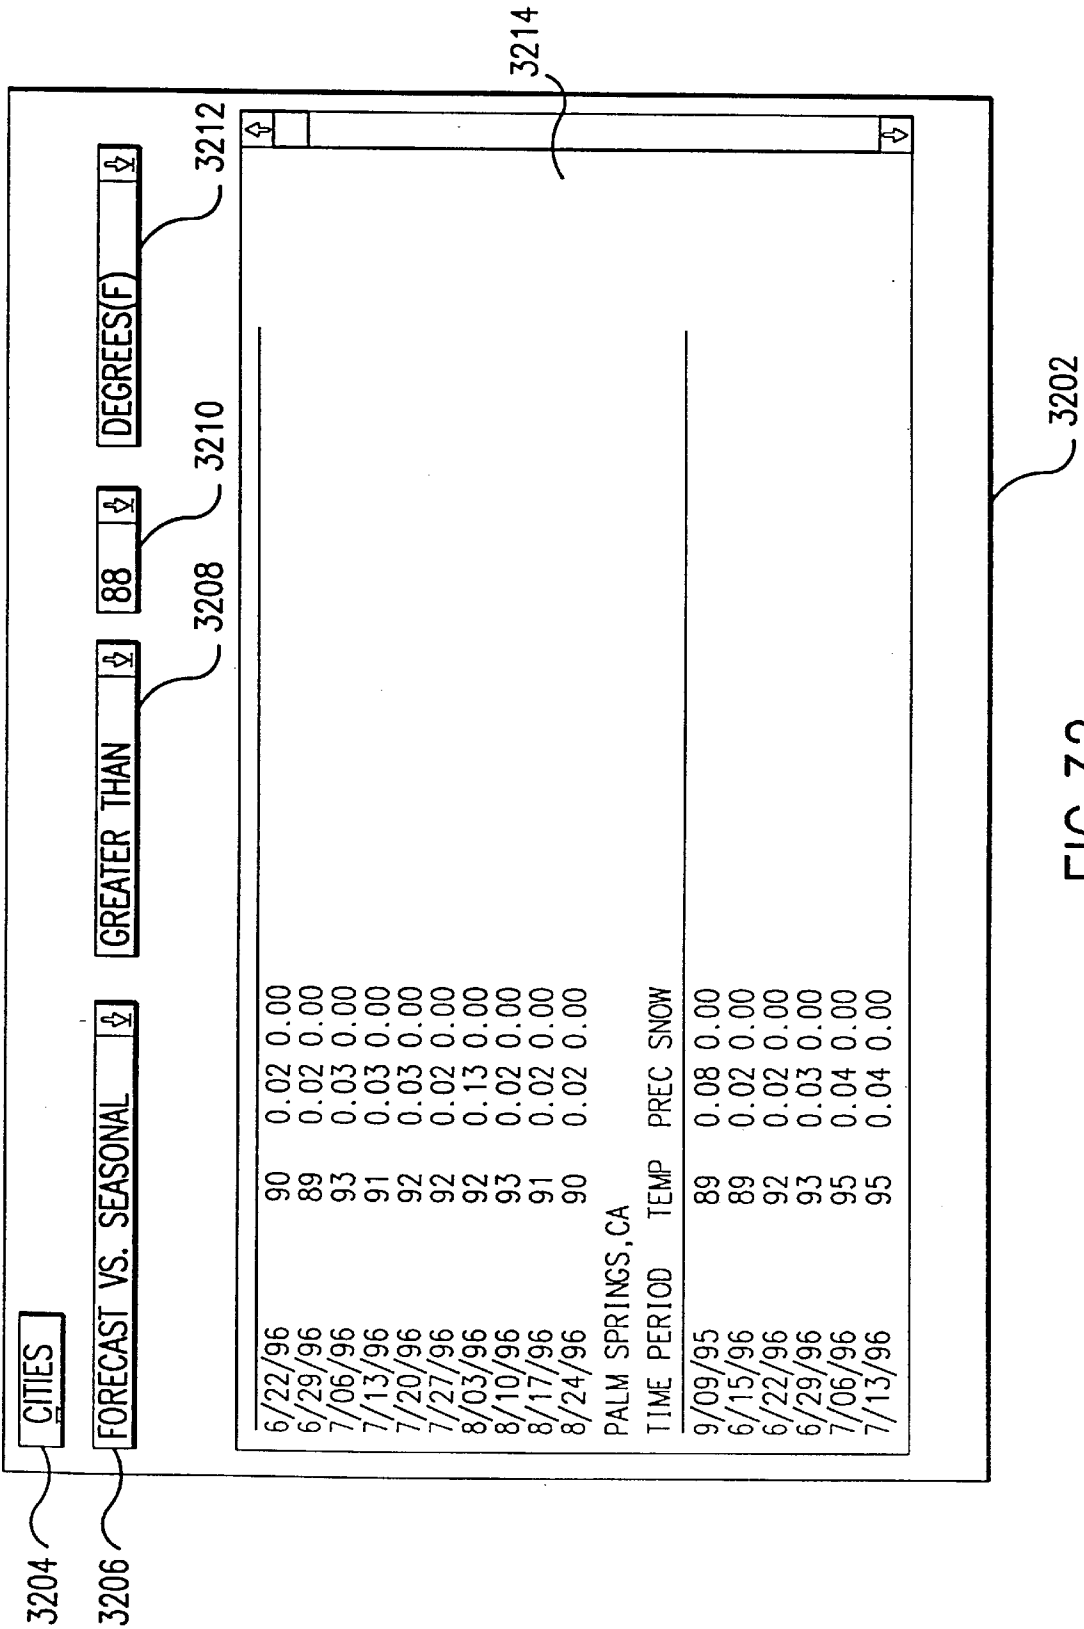 3204
CITIES
3206
FORECAST VS. SEASONAL
GREATER THAN
88
DEGREES(F)
3208
3210
3212
6/22/96 90 0.02 0.00
6/29/96 89 0.02 0.00
7/06/96 93 0.03 0.00
7/13/96 91 0.03 0.00
7/20/96 92 0.03 0.00
7/27/96 92 0.02 0.00
8/03/96 92 0.13 0.00
8/10/96 93 0.02 0.00
8/17/96 91 0.02 0.00
8/24/96 90 0.02 0.00
PALM SPRINGS,CA
TIME PERIOD TEMP PREC SNOW
9/09/95 89 0.08 0.00
6/15/96 89 0.02 0.00
6/22/96 92 0.02 0.00
6/29/96 93 0.03 0.00
7/06/96 95 0.04 0.00
7/13/96 95 0.04 0.00
3214
3202